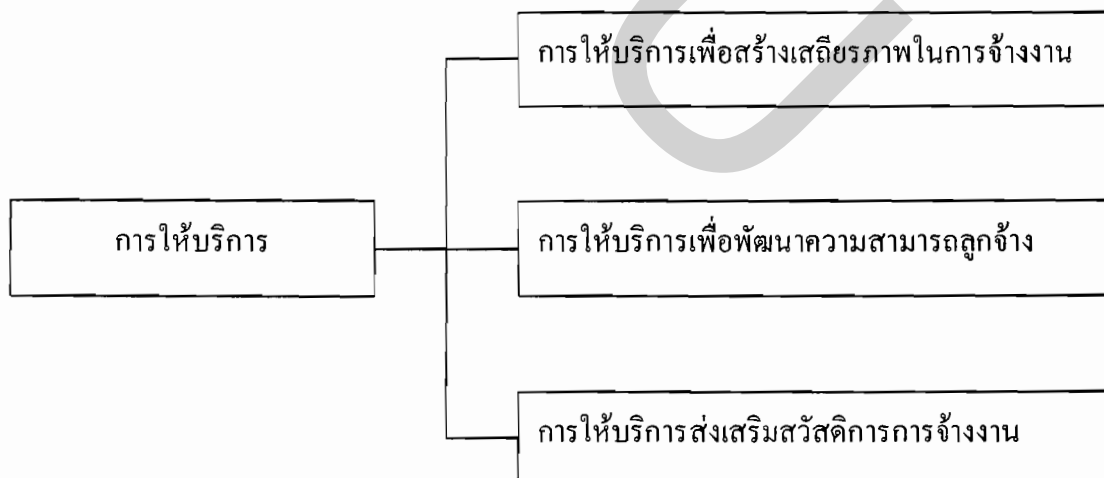 การให้บริการเพื่อสร้างเสถียรภาพในการจ้างงาน
การให้บริการ
การให้บริการเพื่อพัฒนาความสามารถลูกจ้าง
การให้บริการส่งเสริมสวัสดิการการจ้างงาน